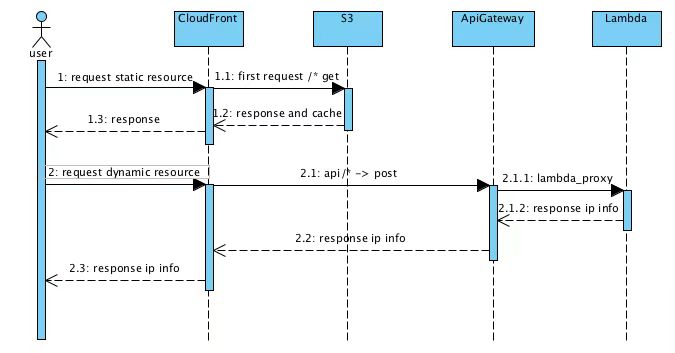 CloudFront
S3
ApiGateway
Lambda
user
1: request static resource
1.1: first request /* get
1.2: response and cache
1.3: response
2: request dynamic resource
2.1: api/* -> post
2.1.1: lambda_proxy
2.1.2: response ip info
2.2: response ip info
2.3: response ip info